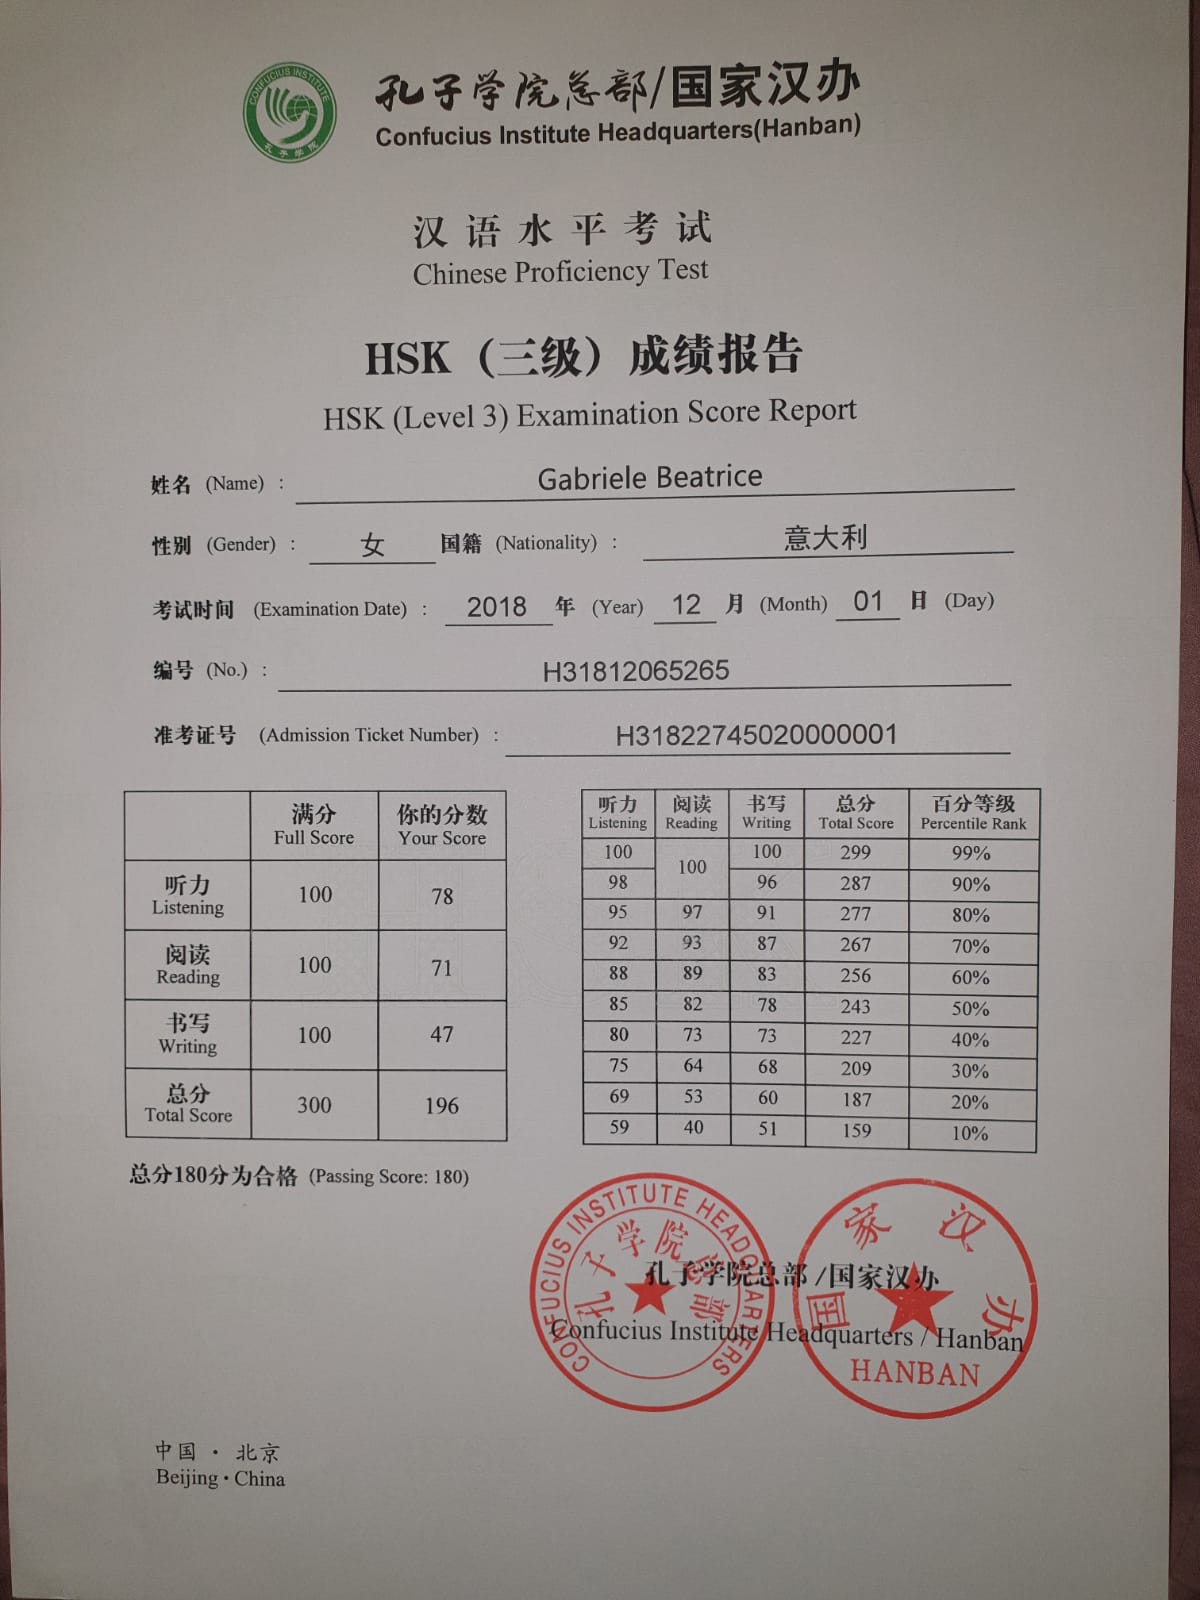 CONFUCIUS INSTITUTE
孔子学院
孔子学院总部/国家汉办
Confucius Institute Headquarters(Hanban)
汉语水平考试
Chinese Proficiency Test
HSK（三级）成绩报告
HSK (Level 3) Examination Score Report
姓名 (Name) : Gabriele Beatrice
性别 (Gender) : 女 国籍 (Nationality) : 意大利
考试时间 (Examination Date) : 2018 年 (Year) 12 月 (Month) 01 日 (Day)
编号 (No.) : H31812065265
准考证号 (Admission Ticket Number) : H31822745020000001
满分 你的分数
Full Score Your Score
听力
Listening 100 78
阅读
Reading 100 71
书写
Writing 100 47
总分
Total Score 300 196
听力 阅读 书写 总分 百分等级
Listening Reading Writing Total Score Percentile Rank
100 100 100 299 99%
98 96 287 90%
95 97 91 277 80%
92 93 87 267 70%
88 89 83 256 60%
85 82 78 243 50%
80 73 73 227 40%
75 64 68 209 30%
69 53 60 187 20%
59 40 51 159 10%
总分180分为合格 (Passing Score: 180)
CONFUCIUS INSTITUTE HEADQUARTERS
孔子学院总部
国家汉办
HANBAN
孔子学院总部 /国家汉办
Confucius Institute Headquarters / Hanban
中国 · 北京
Beijing · China